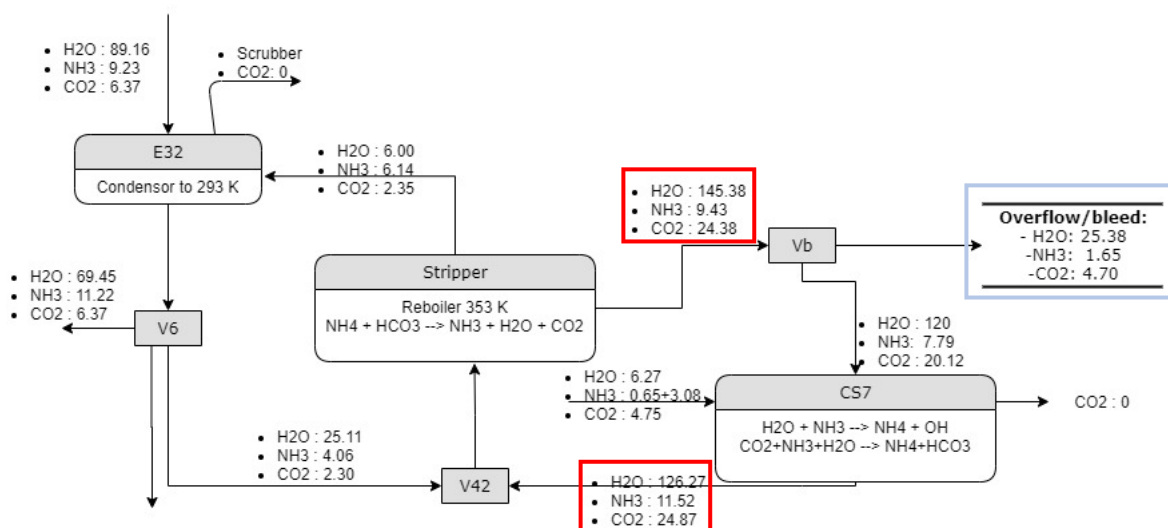 • H2O : 89.16
• NH3 : 9.23
• CO2 : 6.37
• Scrubber
• CO2: 0
E32
Condensor to 293 K
• H2O : 6.00
• NH3 : 6.14
• CO2 : 2.35
• H2O : 145.38
• NH3 : 9.43
• CO2 : 24.38
Vb
Overflow/bleed:
- H2O: 25.38
-NH3: 1.65
-CO2: 4.70
• H2O : 69.45
• NH3 : 11.22
• CO2 : 6.37
V6
Stripper
Reboiler 353 K
NH4 + HCO3 --> NH3 + H2O + CO2
• H2O : 120
• NH3: 7.79
• CO2 : 20.12
• H2O : 6.27
• NH3 : 0.65+3.08
• CO2 : 4.75
CS7
H2O + NH3 --> NH4 + OH
CO2+NH3+H2O --> NH4+HCO3
CO2 : 0
• H2O : 25.11
• NH3 : 4.06
• CO2 : 2.30
V42
• H2O : 126.27
• NH3 : 11.52
• CO2 : 24.87